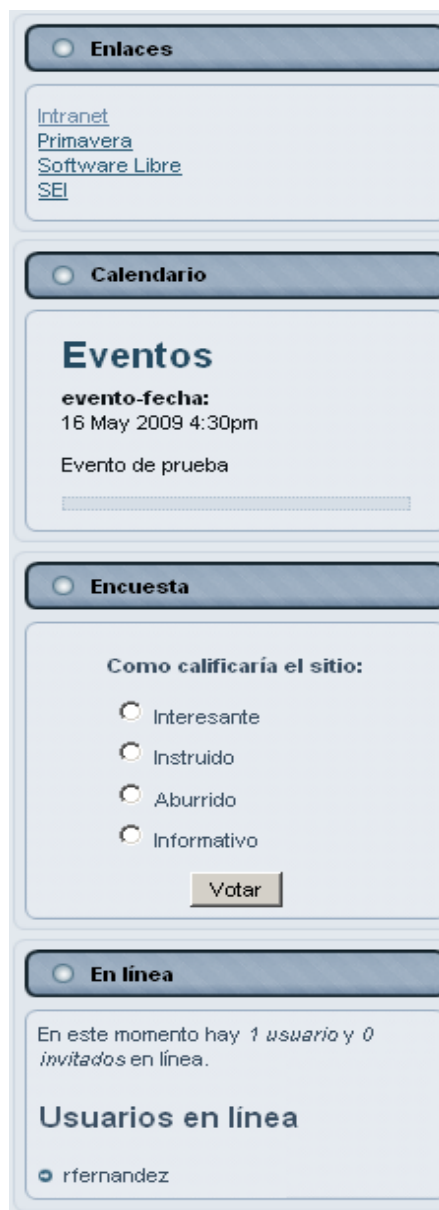 Enlaces
Intranet
Primavera
Software Libre
SEI
Calendario
Eventos
evento-fecha:
16 May 2009 4:30pm
Evento de prueba
Encuesta
Como calificaría el sitio:
Interesante
Instruido
Aburrido
Informativo
Votar
En línea
En este momento hay 1 usuario y 0
invitados en línea.
Usuarios en línea
rfernandez